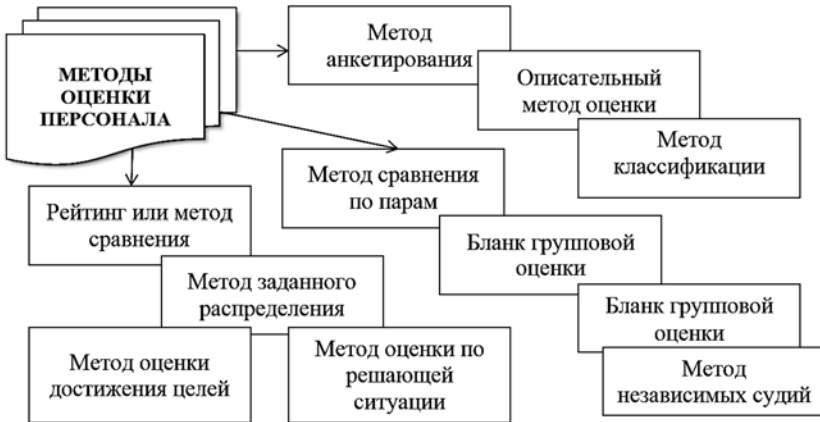 МЕТОДЫ
ОЦЕНКИ
ПЕРСОНАЛА
Метод
анкетирования
Описательный
метод оценки
Метод
классификации
Метод сравнения
по парам
Бланк групповой
оценки
Бланк групповой
оценки
Метод
независимых судий
Рейтинг или метод
сравнения
Метод заданного
распределения
Метод оценки
достижения целей
Метод оценки по
решающей
ситуации